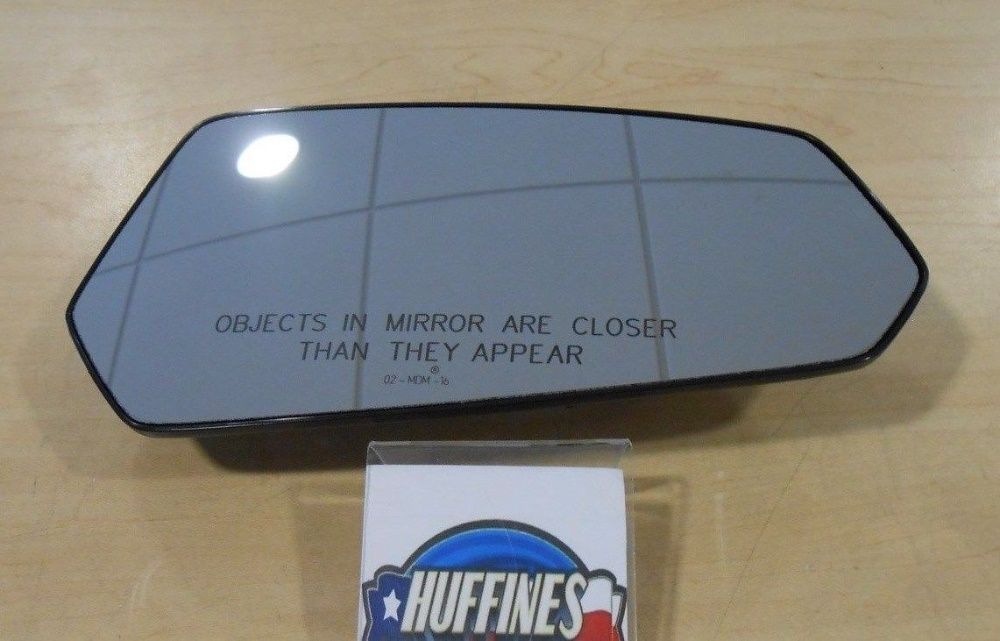 OBJECTS IN MIRROR ARE CLOSER
THAN THEY APPEAR
®
02-MDM-16
HUFFINES